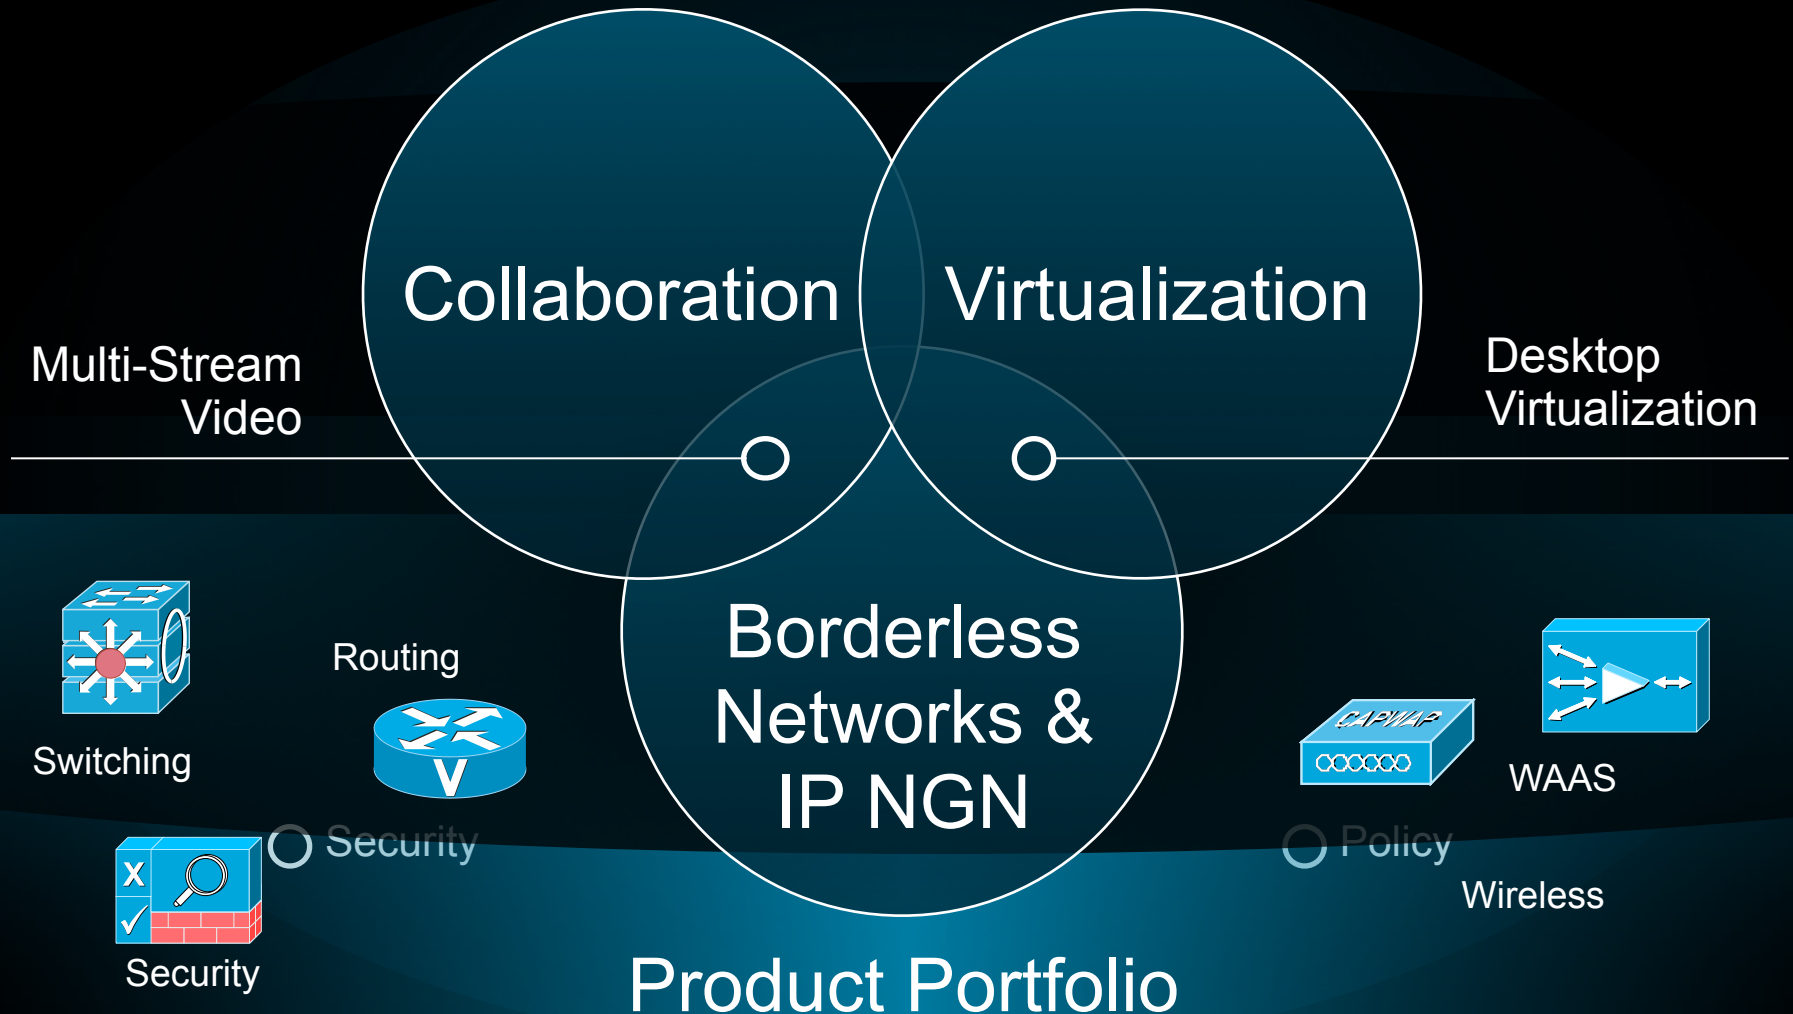 Collaboration
Virtualization
Multi-Stream
Video
Desktop
Virtualization
Borderless
Networks &
IP NGN
Routing
Switching
V
CAPWAP
WAAS
Security
Policy
X
Wireless
Security
Product Portfolio